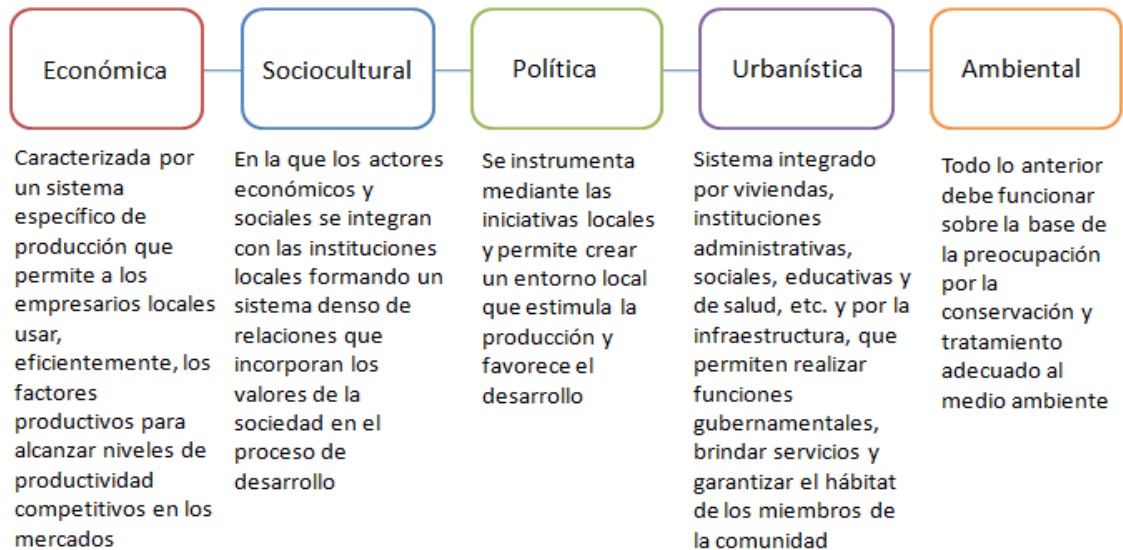 Económica
Sociocultural
Política
Urbanística
Ambiental
Caracterizada por
un sistema
específico de
producción que
permite a los
empresarios locales
usar,
eficientemente, los
factores
productivos para
alcanzar niveles de
productividad
competitivos en los
mercados
En la que los actores
económicos y
sociales se integran
con las instituciones
locales formando un
sistema denso de
relaciones que
incorporan los
valores de la
sociedad en el
proceso de
desarrollo
Se instrumenta
mediante las
iniciativas locales
y permite crear
un entorno local
que estimula la
producción y
favorece el
desarrollo
Sistema integrado
por viviendas,
instituciones
administrativas,
sociales, educativas y
de salud, etc. y por la
infraestructura, que
permiten realizar
funciones
gubernamentales,
brindar servicios y
garantizar el hábitat
de los miembros de
la comunidad
Todo lo anterior
debe funcionar
sobre la base de
la preocupación
por la
conservación y
tratamiento
adecuado al
medio ambiente